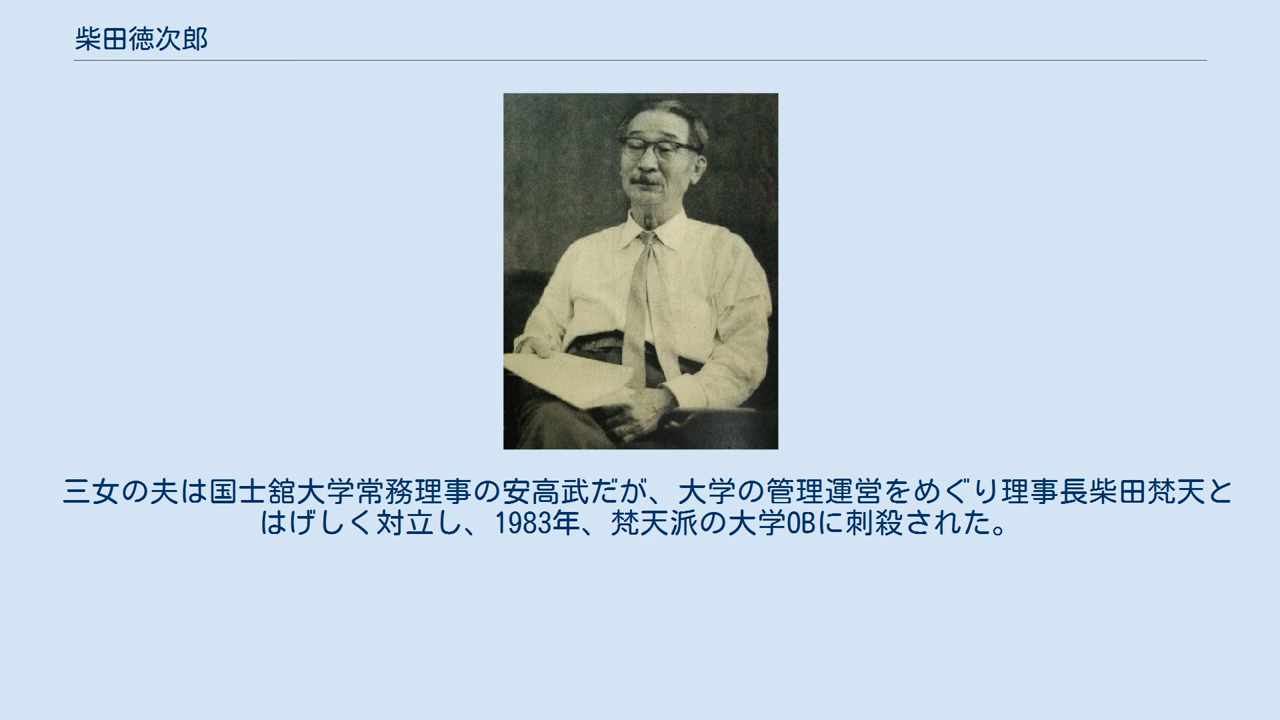 柴田徳次郎
三女の夫は国士舘大学常務理事の安高武だが、大学の管理運営をめぐり理事長柴田梵天と
はげしく対立し、1983年、梵天派の大学OBに刺殺された。